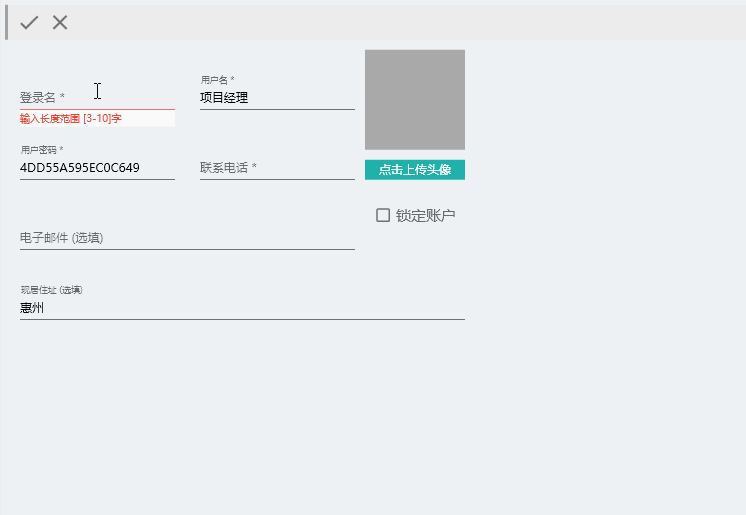 登录名 *
用户名 *
项目经理
输入长度范围 [3-10]字
用户密码 *
4DD55A595EC0C649
联系电话 *
点击上传头像
锁定账户
电子邮件 (选填)
现居住址 (选填)
惠州